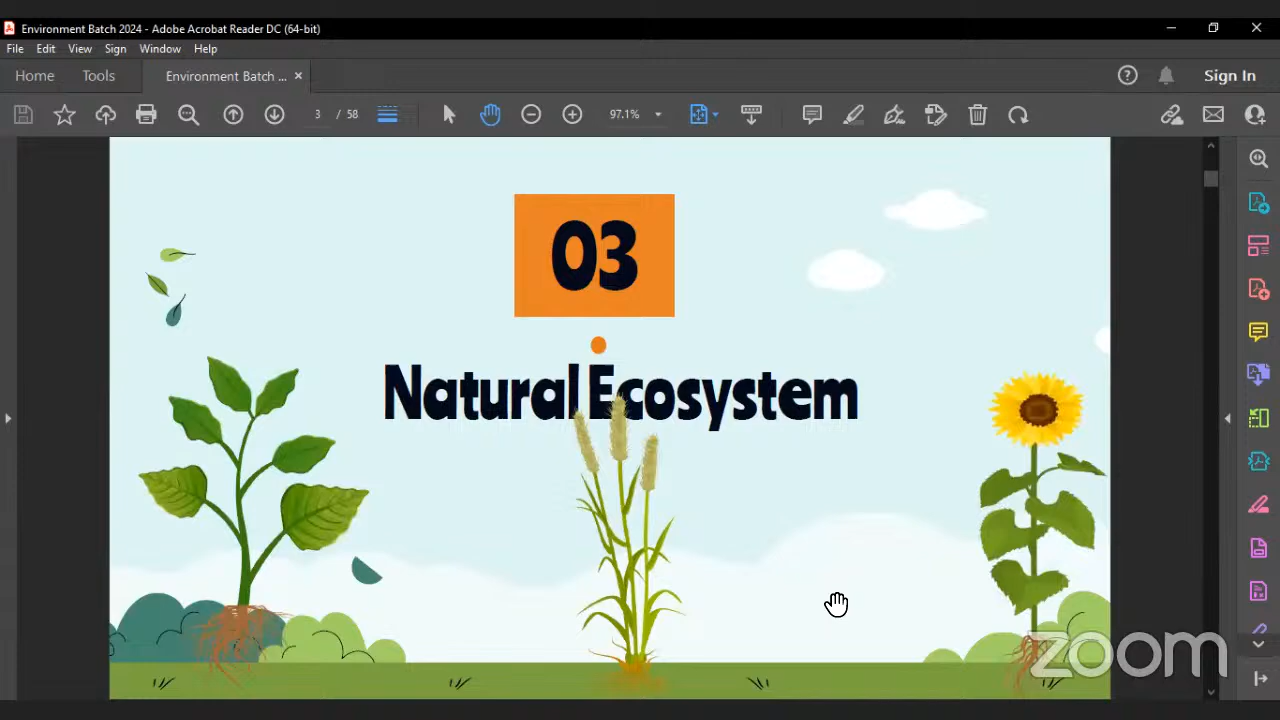 Environment Batch 2024 - Adobe Acrobat Reader DC (64-bit)
File Edit View Sign Window Help
Home Tools Environment Batch ... Sign In
3 / 58 97.1%
03
Natural Ecosystem
zoom